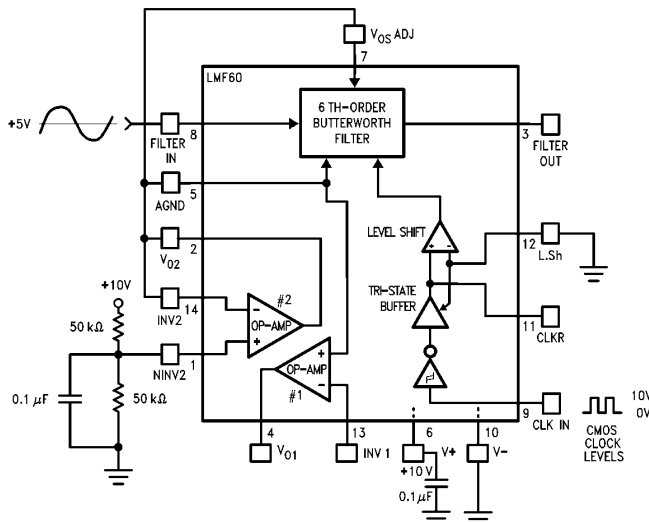 V_OS ADJ
7
LMF60
6 TH-ORDER
BUTTERWORTH
FILTER
+5V
8
FILTER
IN
3
FILTER
OUT
5
AGND
LEVEL SHIFT
+ -
12
L.Sh
2
V_02
TRI-STATE
BUFFER
+10V
14
INV2
#2
-
OP-AMP
+
11
CLKR
50 kΩ
1
NINV2
+
OP-AMP
-
#1
0.1 μF
50 kΩ
9
CLK IN
10V
0V
CMOS
CLOCK
LEVELS
4
V_01
13
INV 1
6
V+
+10 V
0.1μF
10
V-